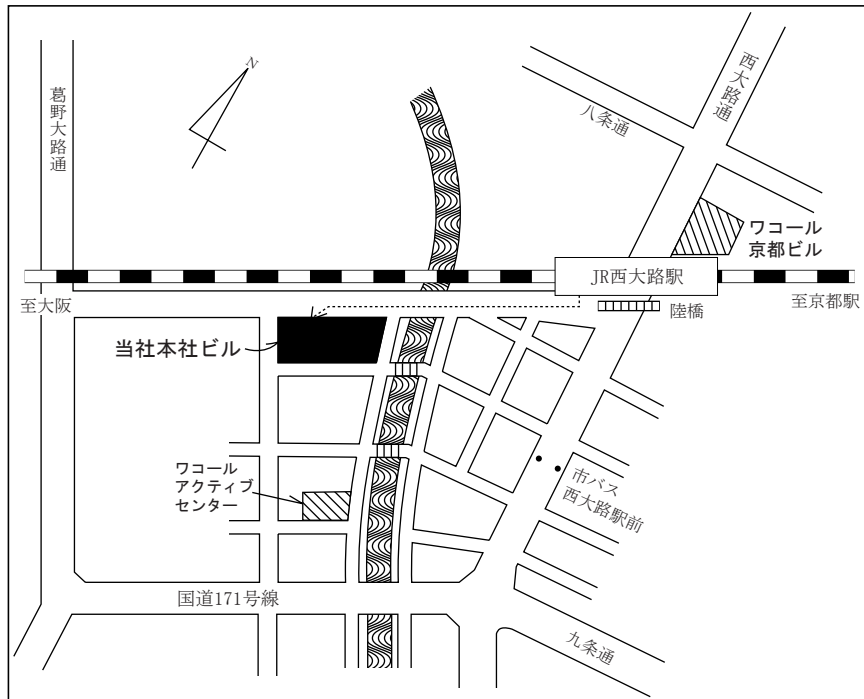 N
葛野大路通
八条通
西大路通
ワコール
京都ビル
JR西大路駅
至大阪
陸橋
至京都駅
当社本社ビル
ワコール
アクティブ
センター
市バス
西大路駅前
国道171号線
九条通